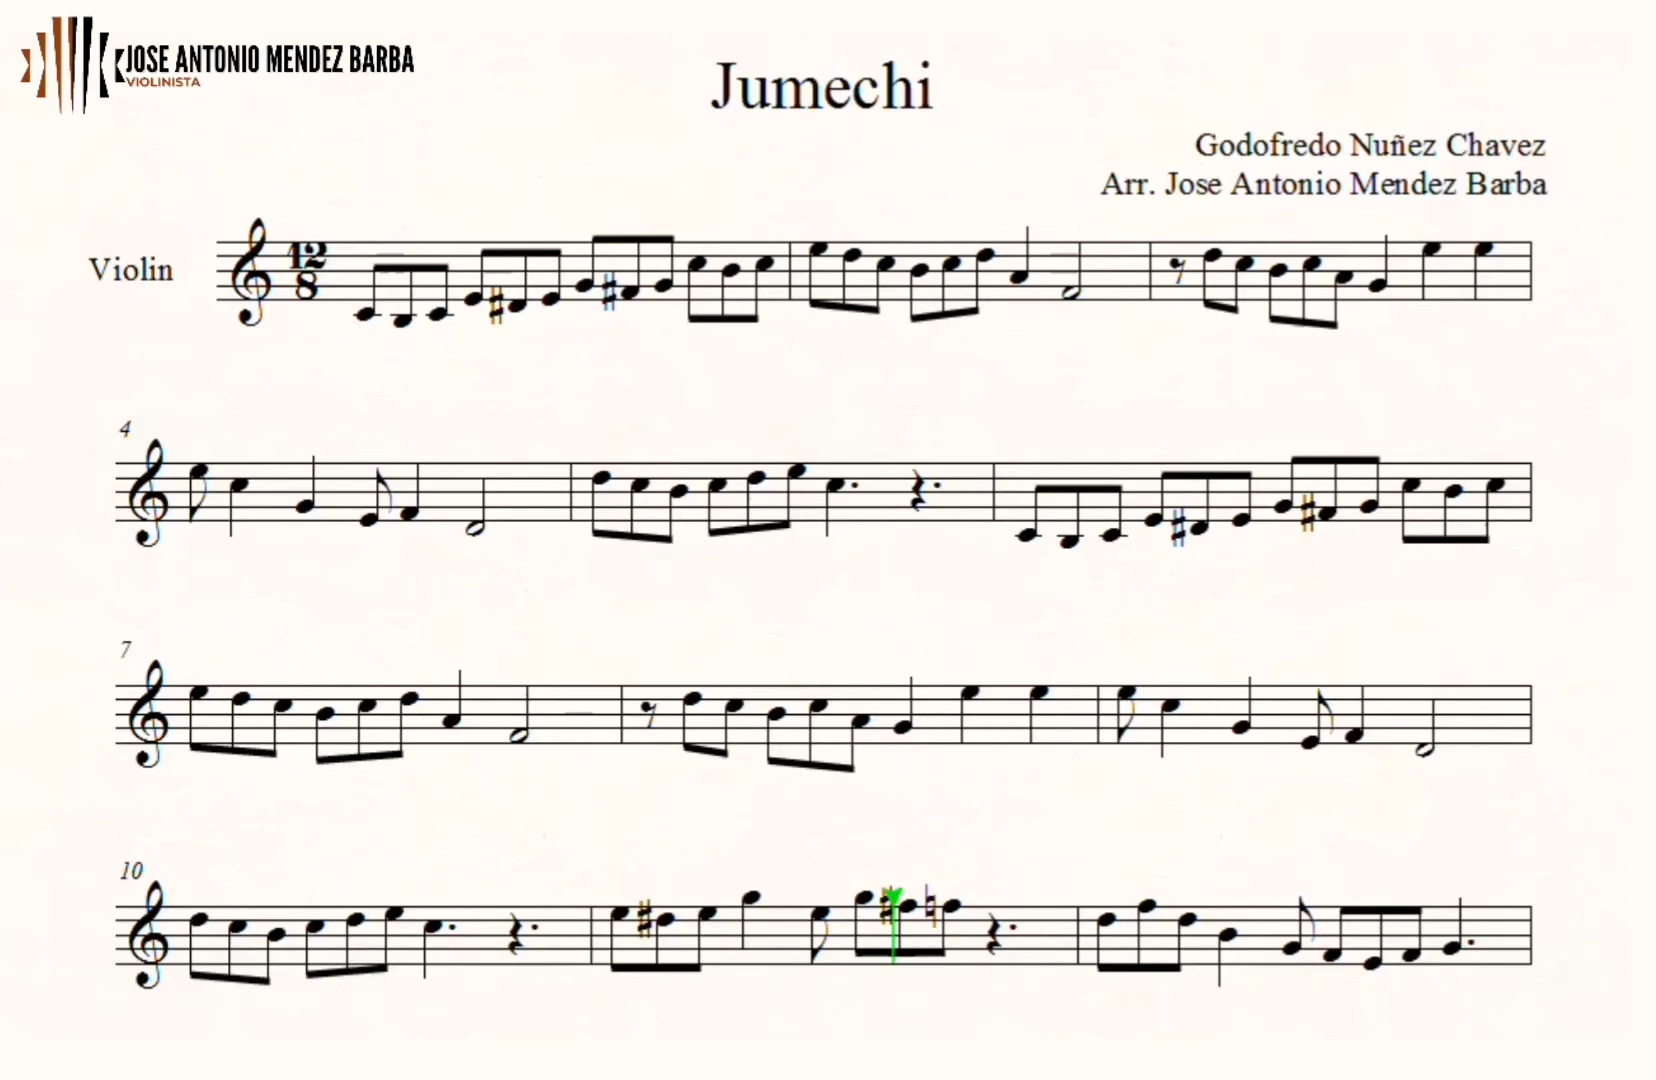 JOSE ANTONIO MENDEZ BARBA
VIOLINISTA
Jumechi
Godofredo Nuñez Chavez
Arr. Jose Antonio Mendez Barba
Violin
12
8
4
7
10